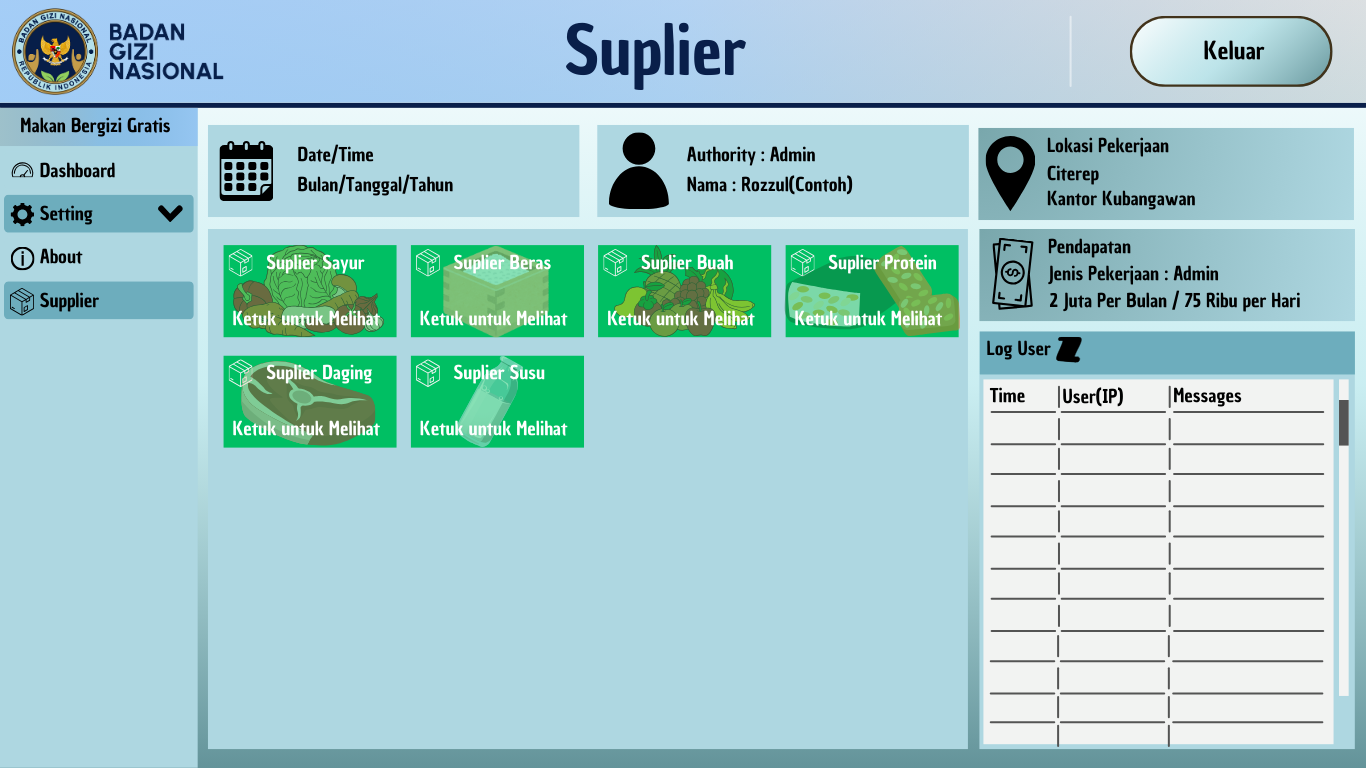 BADAN GIZI NASIONAL
REPUBLIK INDONESIA
BADAN
GIZI
NASIONAL
Suplier
Keluar
Makan Bergizi Gratis
Dashboard
Setting
About
Supplier
Date/Time
Bulan/Tanggal/Tahun
Authority : Admin
Nama : Rozzul(Contoh)
Lokasi Pekerjaan
Citerep
Kantor Kubangawan
Suplier Sayur
Ketuk untuk Melihat
Suplier Beras
Ketuk untuk Melihat
Suplier Buah
Ketuk untuk Melihat
Suplier Protein
Ketuk untuk Melihat
Suplier Daging
Ketuk untuk Melihat
Suplier Susu
Ketuk untuk Melihat
Pendapatan
Jenis Pekerjaan : Admin
2 Juta Per Bulan / 75 Ribu per Hari
Log User
Time User(IP) Messages